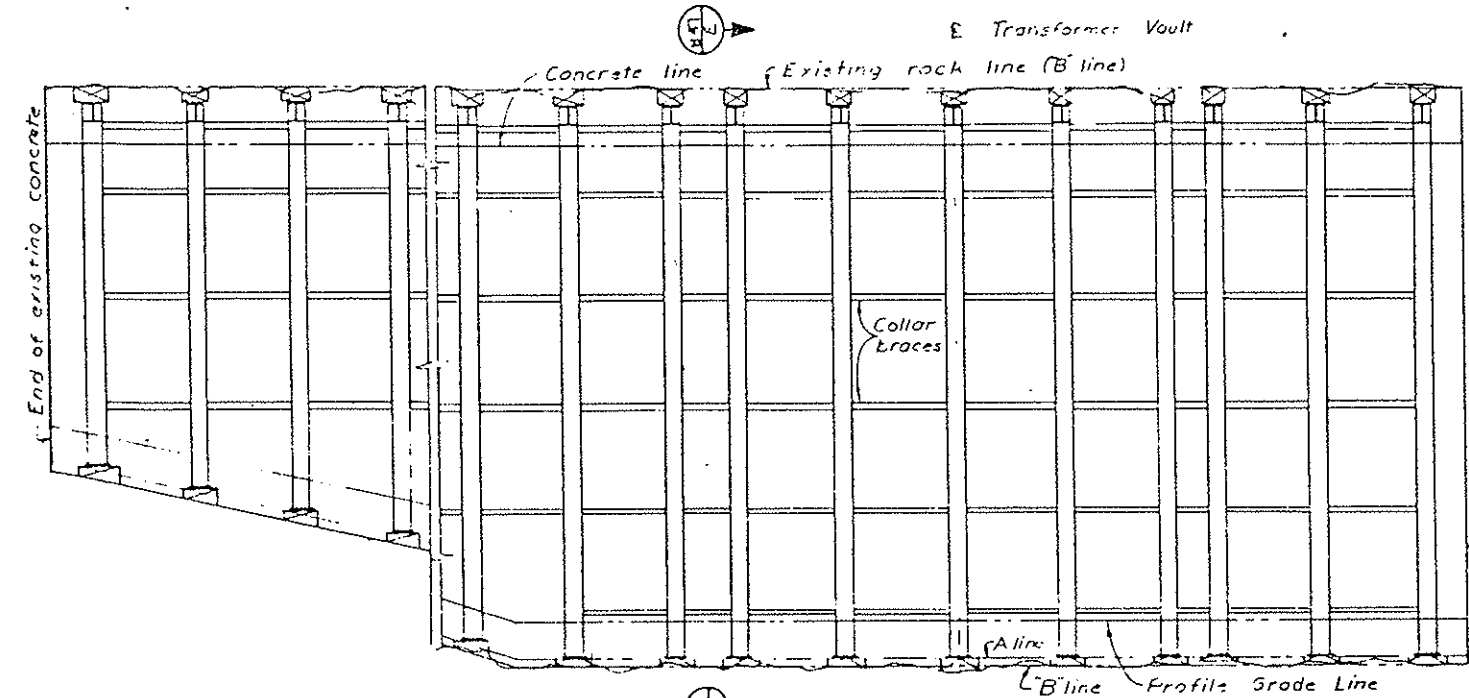 ℄ Transformer Vault
Concrete line
Existing rock line ("B" line)
End of existing concrete
Collar
braces
A line
"B" line
Profile Grade Line